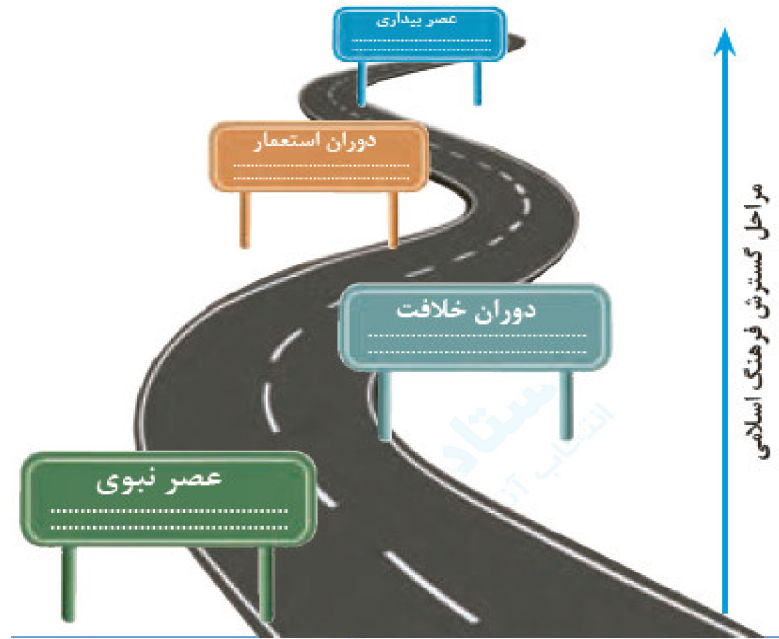 عصر بیداری
دوران استعمار
دوران خلافت
عصر نبوی
مراحل گسترش فرهنگ اسلامی